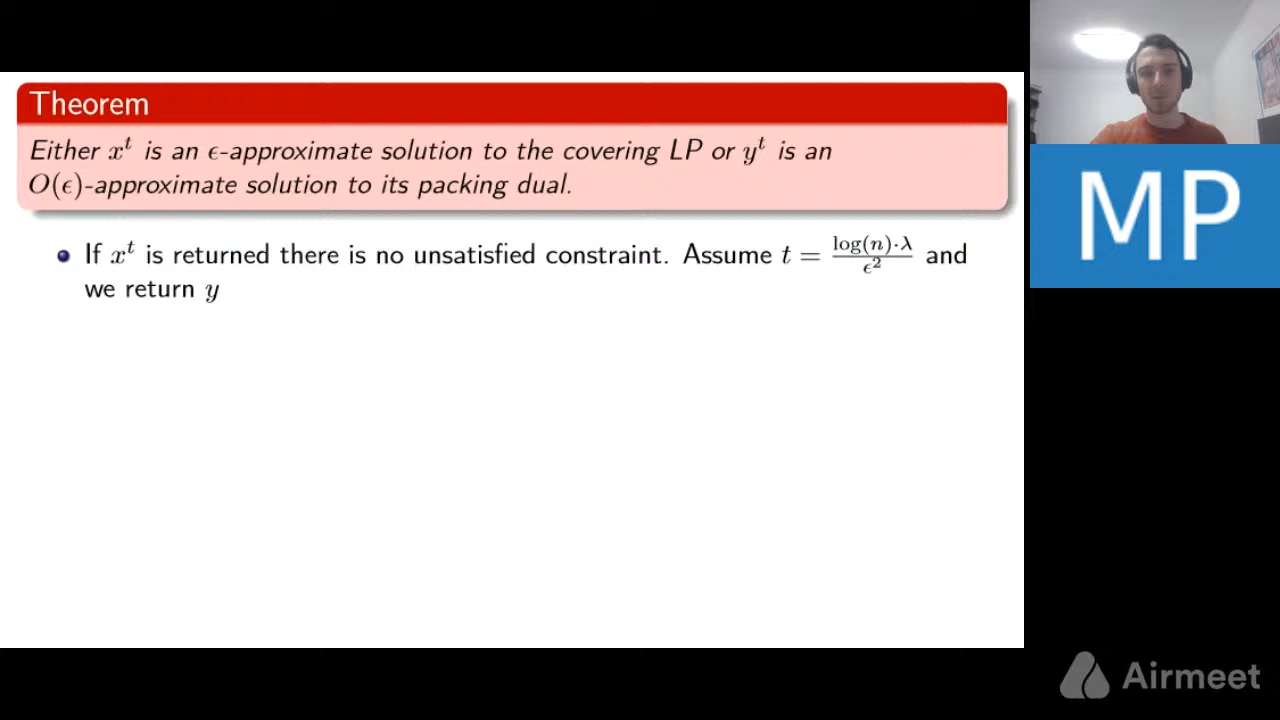 Theorem
Either x^t is an ϵ-approximate solution to the covering LP or y^t is an
O(ϵ)-approximate solution to its packing dual.
If x^t is returned there is no unsatisfied constraint. Assume t = log(n)·λ/ϵ^2 and
we return y
MP
Airmeet